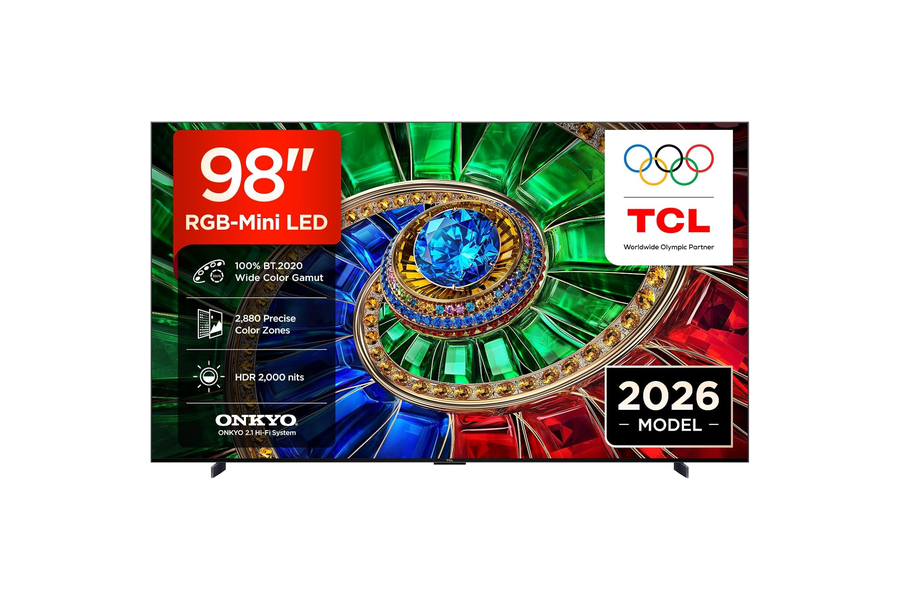 98"
RGB-Mini LED
100% BT.2020
Wide Color Gamut
2,880 Precise
Color Zones
HDR 2,000 nits
ONKYO
ONKYO 2.1 Hi-Fi System
TCL
Worldwide Olympic Partner
2026
- MODEL -